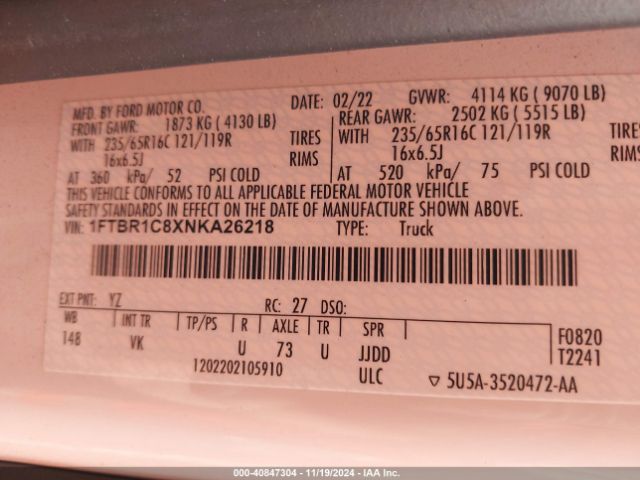 MFD. BY FORD MOTOR CO.
DATE: 02/22 GVWR: 4114 KG ( 9070 LB)
FRONT GAWR: 1873 KG ( 4130 LB)
REAR GAWR: 2502 KG ( 5515 LB)
WITH 235/65R16C 121/119R TIRES
WITH 235/65R16C 121/119R TIRES
16x6.5J RIMS
16x6.5J RIMS
AT 360 kPa/ 52 PSI COLD
AT 520 kPa/ 75 PSI COLD
THIS VEHICLE CONFORMS TO ALL APPLICABLE FEDERAL MOTOR VEHICLE
SAFETY STANDARDS IN EFFECT ON THE DATE OF MANUFACTURE SHOWN ABOVE.
VIN: 1FTBR1C8XNKA26218 TYPE: Truck
EXT PNT: YZ RC: 27 DSO:
WB INT TR TP/PS R AXLE TR SPR
148 VK U 73 U JJDD
F0820
T2241
1202202105910 ULC
▽ 5U5A-3520472-AA
000-40847304 | 11/19/2024 - IAA Inc.